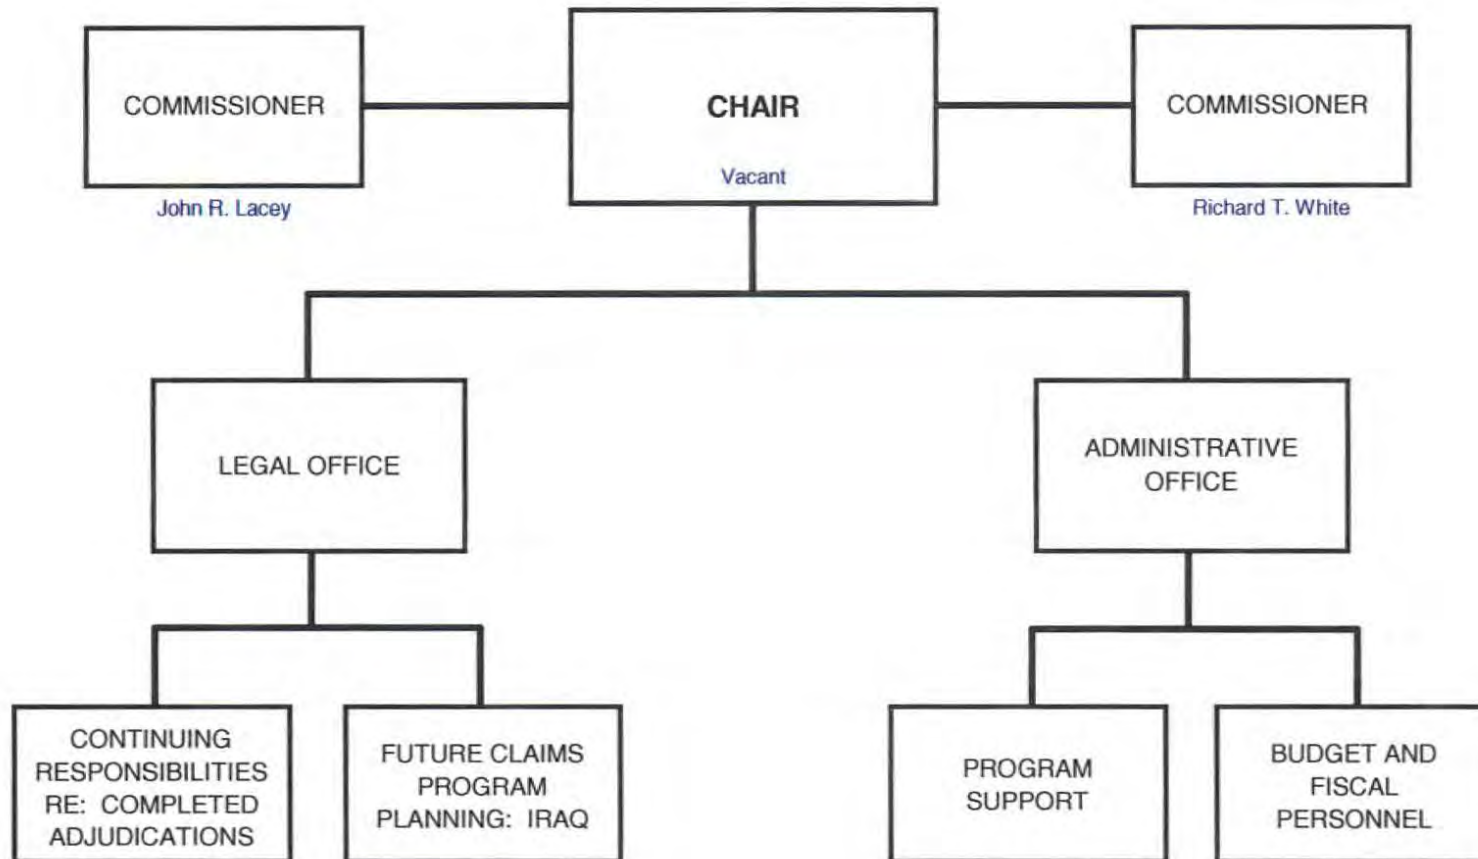 COMMISSIONER
John R. Lacey
CHAIR
Vacant
COMMISSIONER
Richard T. White
LEGAL OFFICE
ADMINISTRATIVE
OFFICE
CONTINUING
RESPONSIBILITIES
RE: COMPLETED
ADJUDICATIONS
FUTURE CLAIMS
PROGRAM
PLANNING: IRAQ
PROGRAM
SUPPORT
BUDGET AND
FISCAL
PERSONNEL